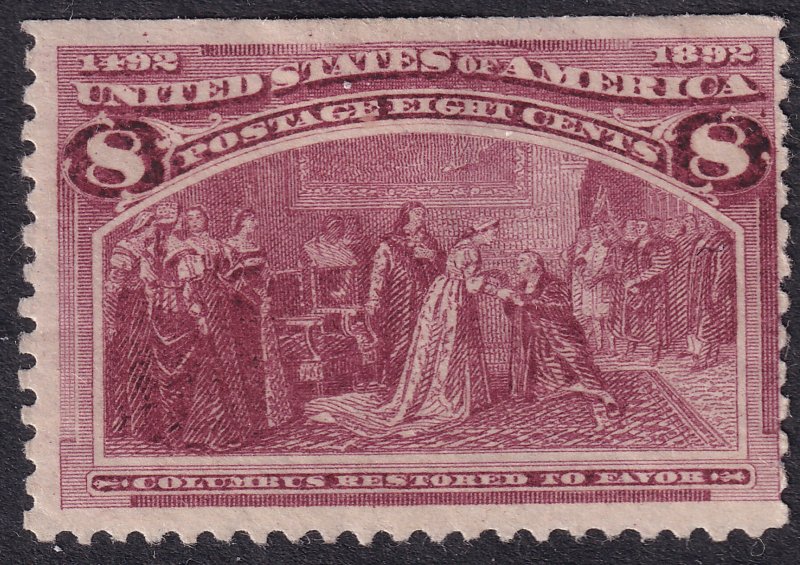 1492 1892
UNITED STATES OF AMERICA
POSTAGE EIGHT CENTS
8 8
COLUMBUS RESTORED TO FAVOR